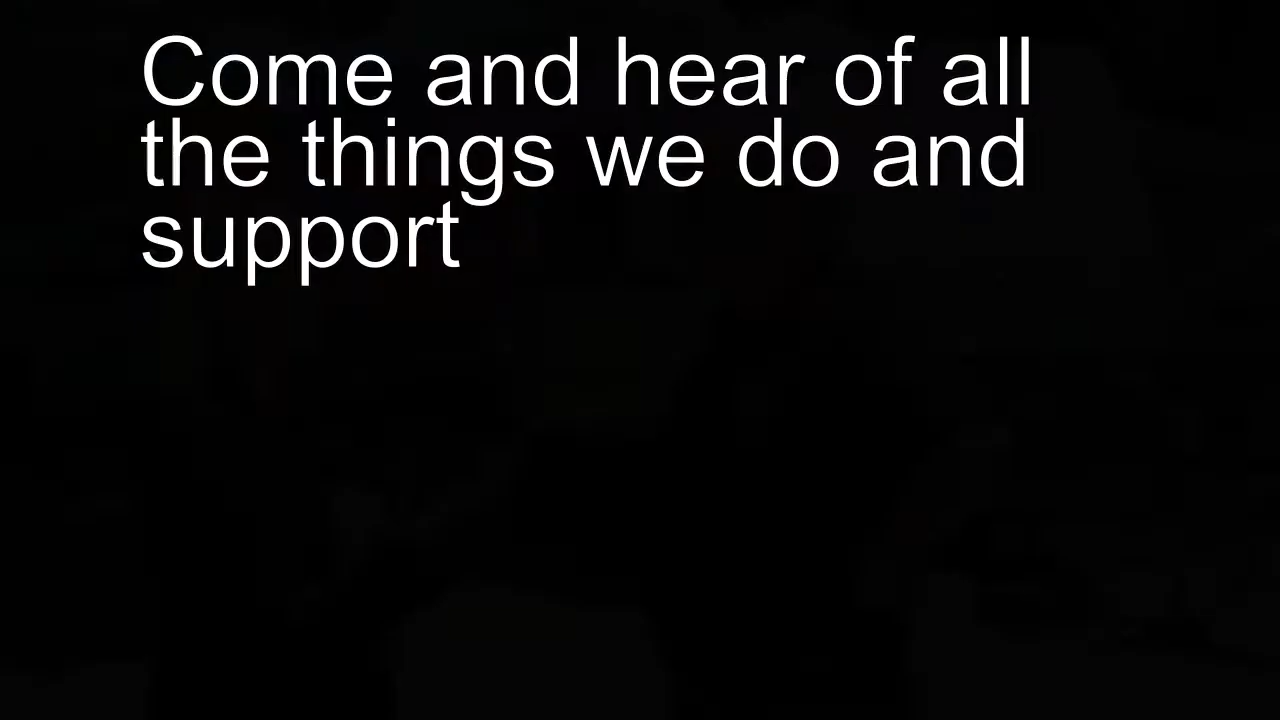 Come and hear of all
the things we do and
support